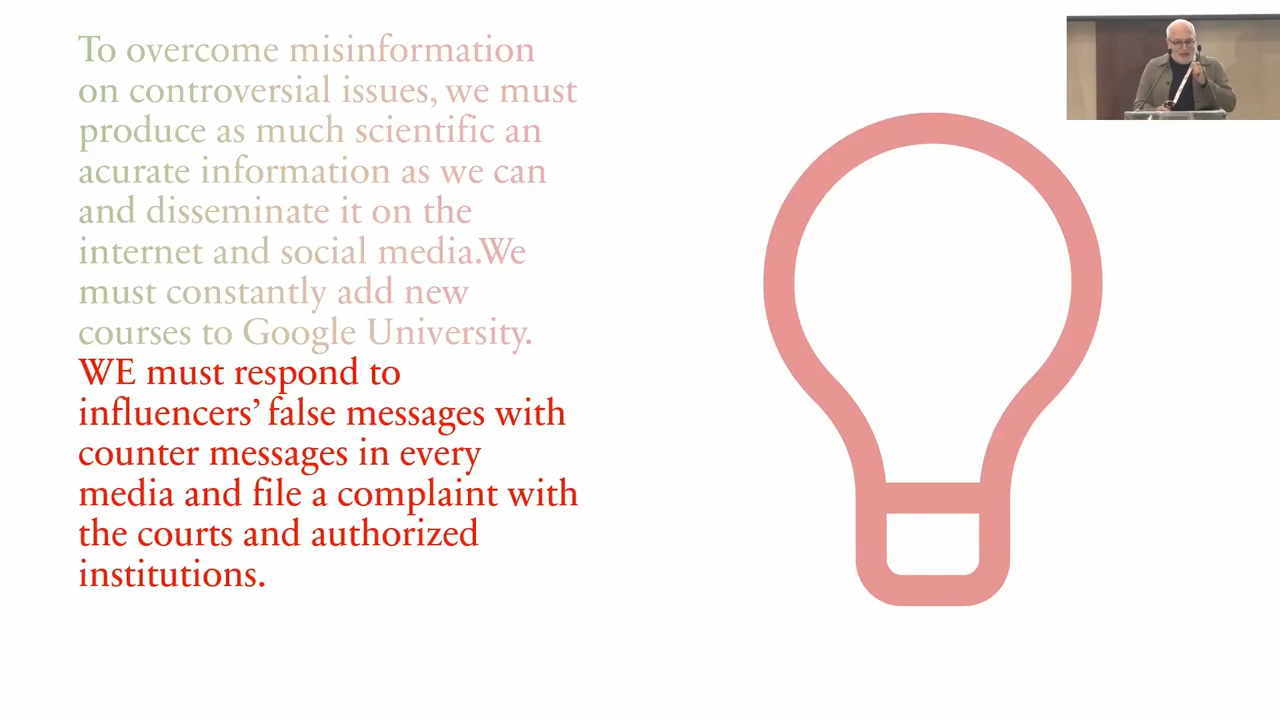 To overcome misinformation
on controversial issues, we must
produce as much scientific an
acurate information as we can
and disseminate it on the
internet and social media.We
must constantly add new
courses to Google University.
WE must respond to
influencers’ false messages with
counter messages in every
media and file a complaint with
the courts and authorized
institutions.